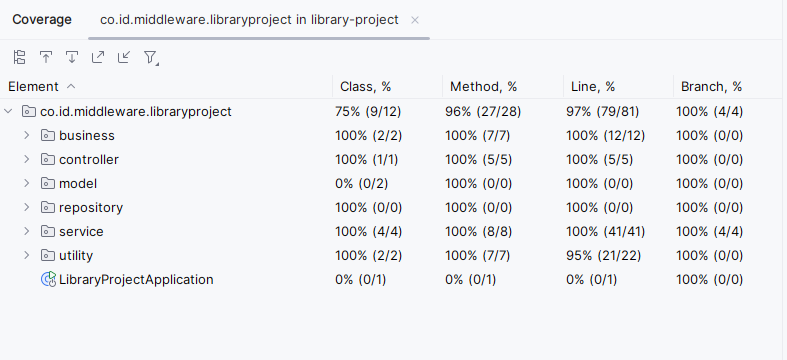 Coverage co.id.middleware.libraryproject in library-project
Element Class, % Method, % Line, % Branch, %
co.id.middleware.libraryproject 75% (9/12) 96% (27/28) 97% (79/81) 100% (4/4)
business 100% (2/2) 100% (7/7) 100% (12/12) 100% (0/0)
controller 100% (1/1) 100% (5/5) 100% (5/5) 100% (0/0)
model 0% (0/2) 100% (0/0) 100% (0/0) 100% (0/0)
repository 100% (0/0) 100% (0/0) 100% (0/0) 100% (0/0)
service 100% (4/4) 100% (8/8) 100% (41/41) 100% (4/4)
utility 100% (2/2) 100% (7/7) 95% (21/22) 100% (0/0)
LibraryProjectApplication 0% (0/1) 0% (0/1) 0% (0/1) 100% (0/0)